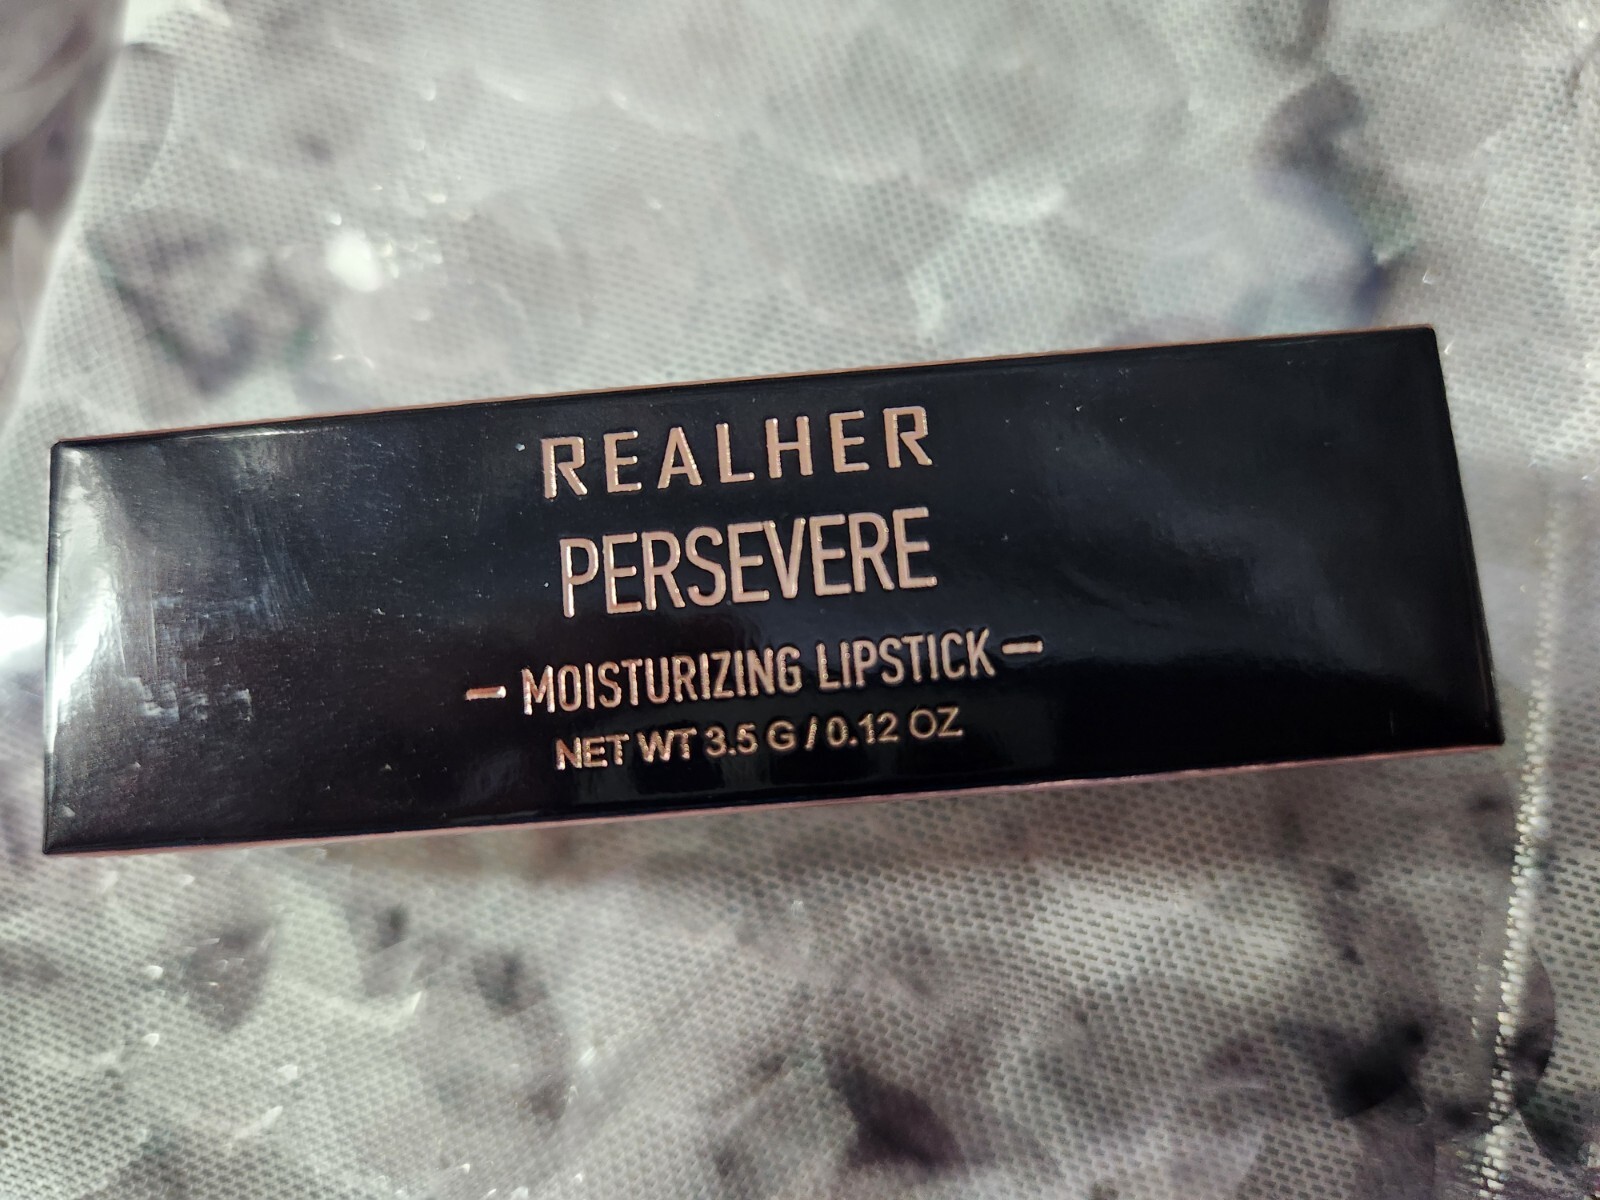 REALHER
PERSEVERE
– MOISTURIZING LIPSTICK –
NET WT 3.5 G / 0.12 OZ